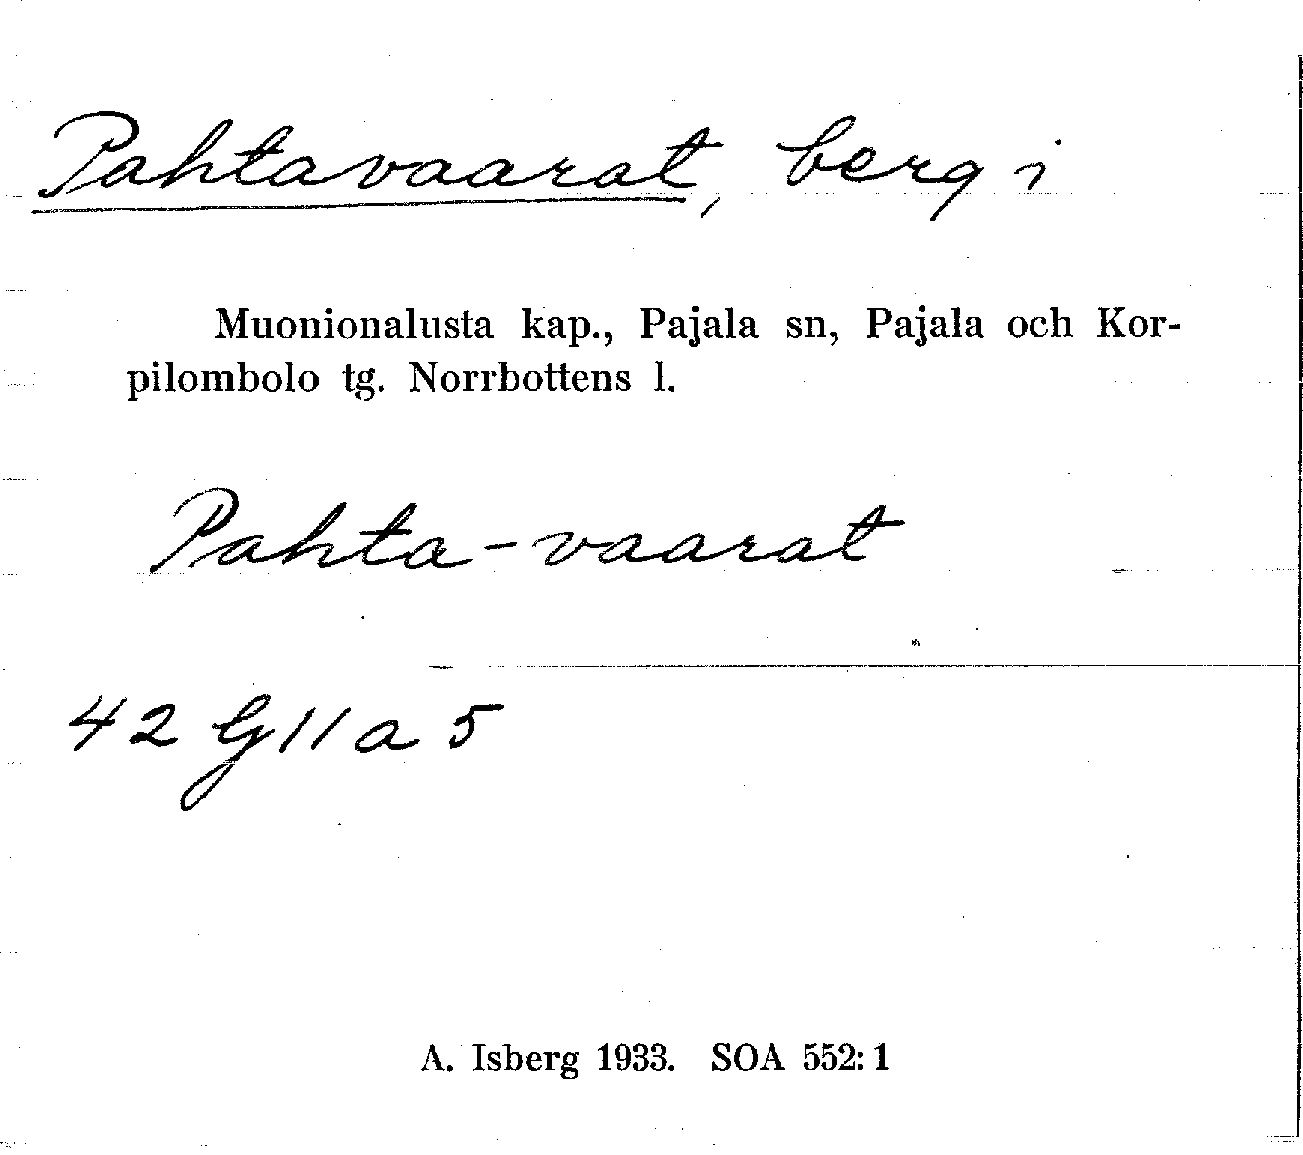 Pahtavaarat, berg i
Muonionalusta kap., Pajala sn, Pajala och Kor-
pilombolo tg. Norrbottens l.
Pahta-vaarat
42 G 11 a 5
A. Isberg 1933. SOA 552:1